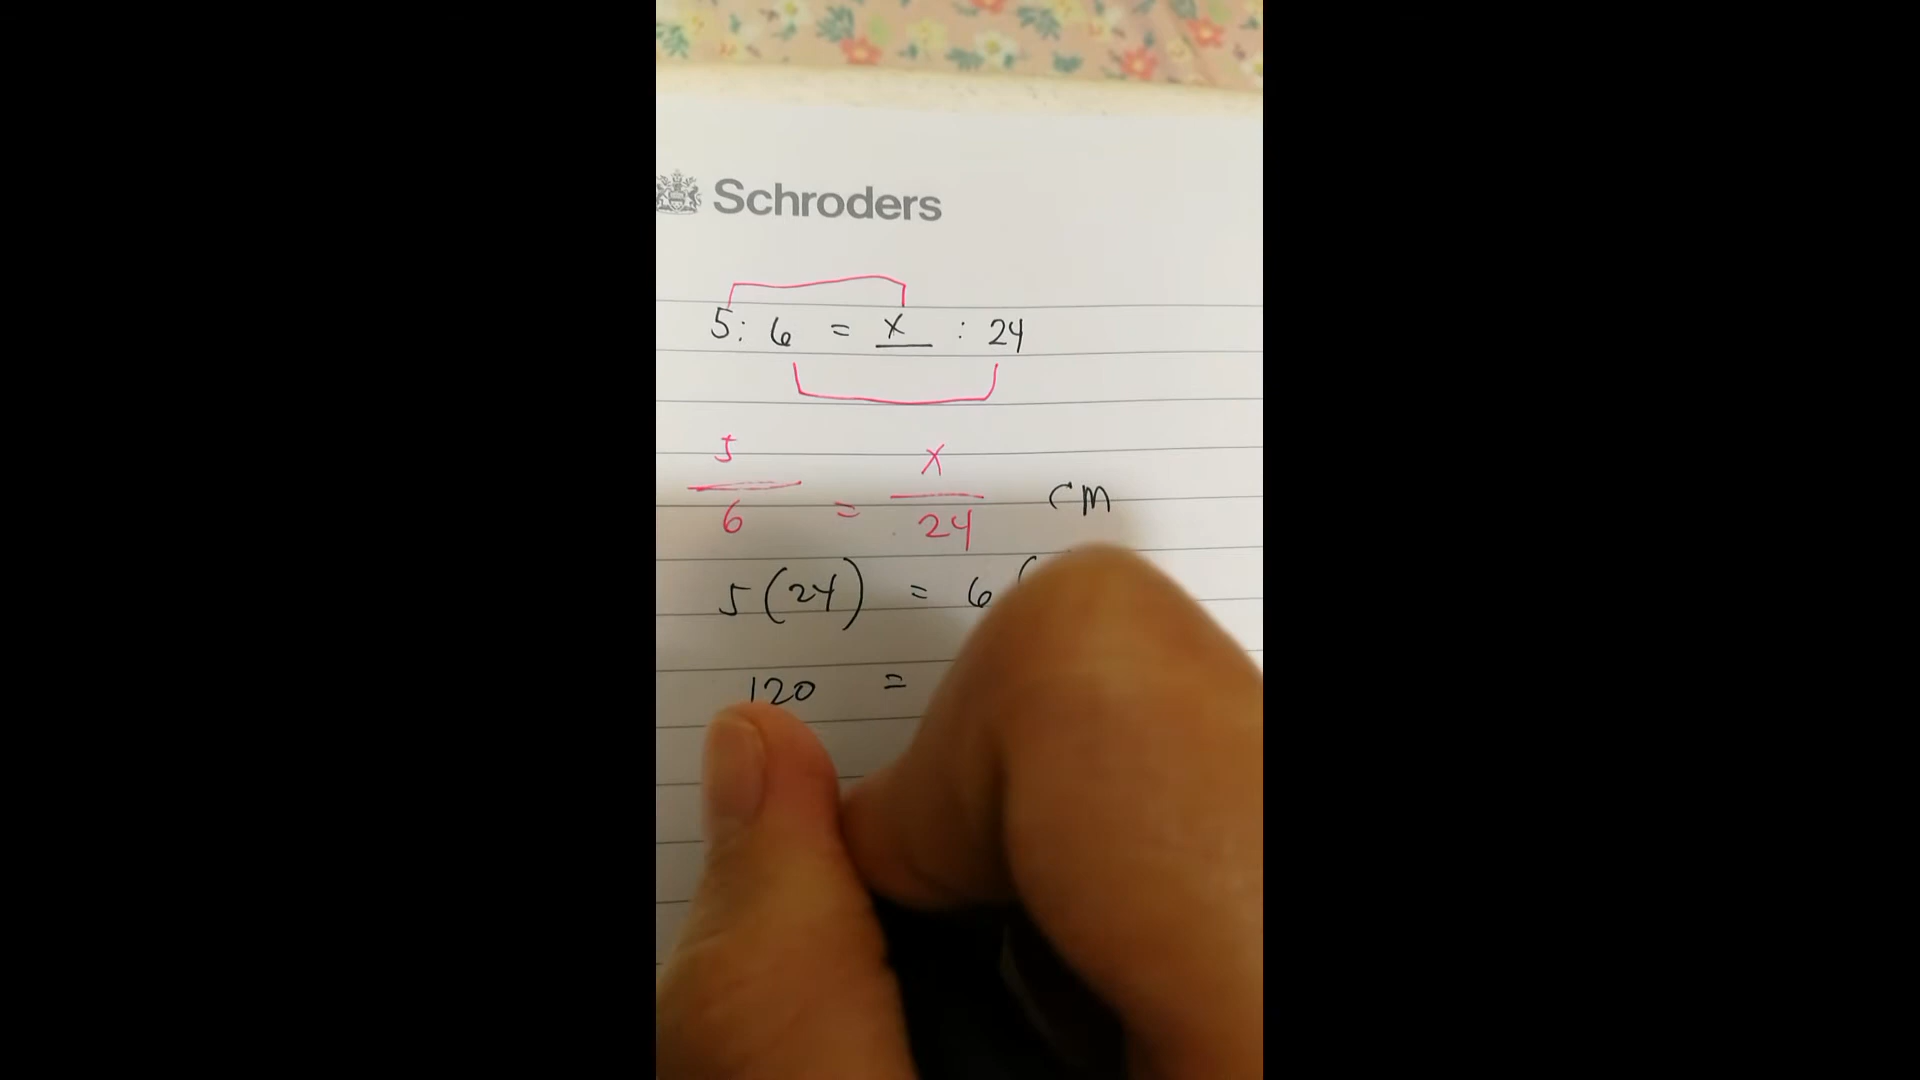 Schroders
5: 6 = x : 24
5/6 = x/24 CM
5(24) = 6(
120 =